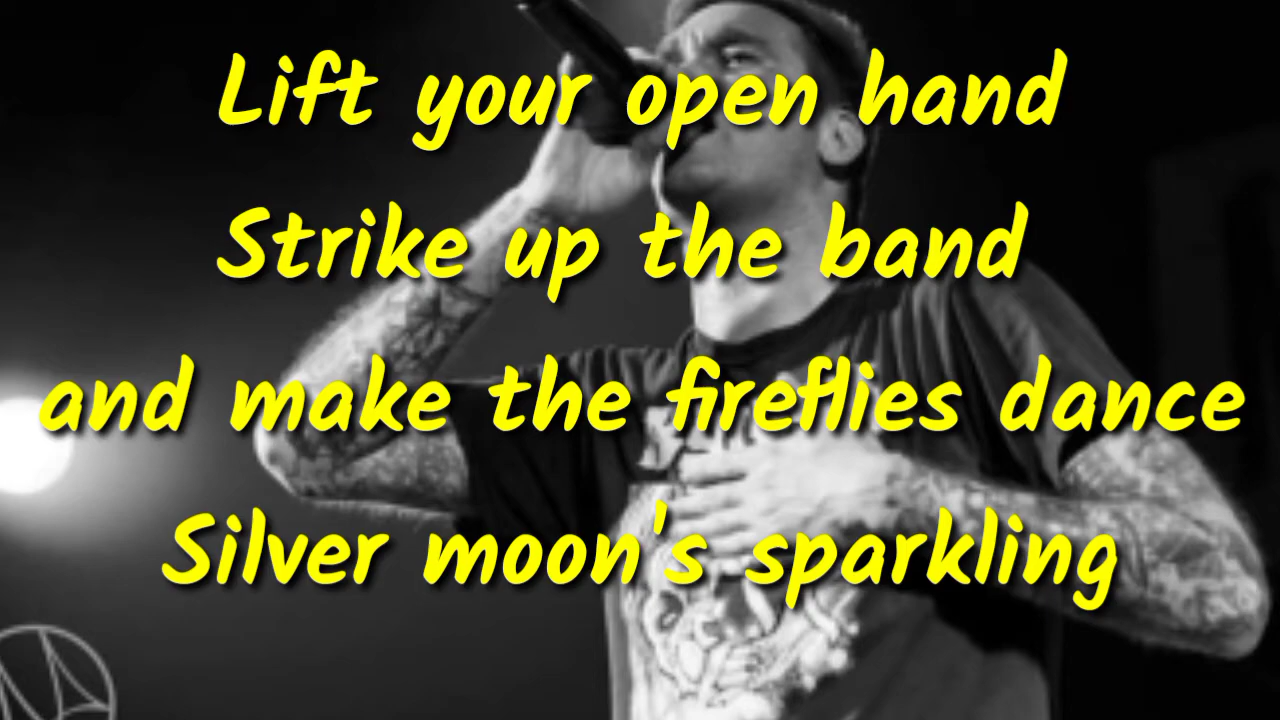 Lift your open hand
Strike up the band
and make the fireflies dance
Silver moon's sparkling